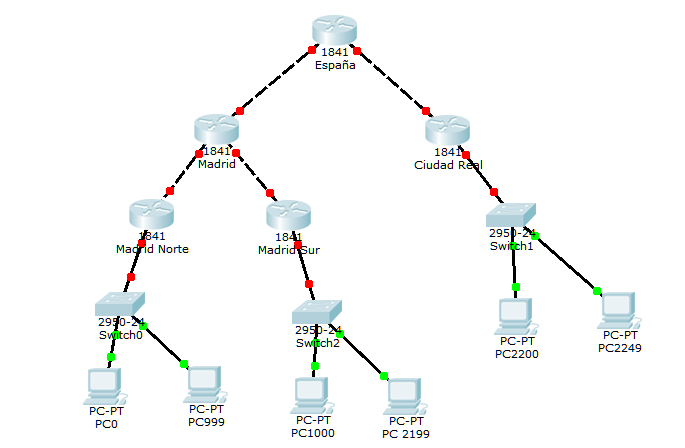 1841
España
1841
Madrid
1841
Ciudad Real
1841
Madrid Norte
1841
Madrid Sur
2950-24
Switch1
2950-24
Switch0
2950-24
Switch2
PC-PT
PC2200
PC-PT
PC2249
PC-PT
PC0
PC-PT
PC999
PC-PT
PC1000
PC-PT
PC 2199